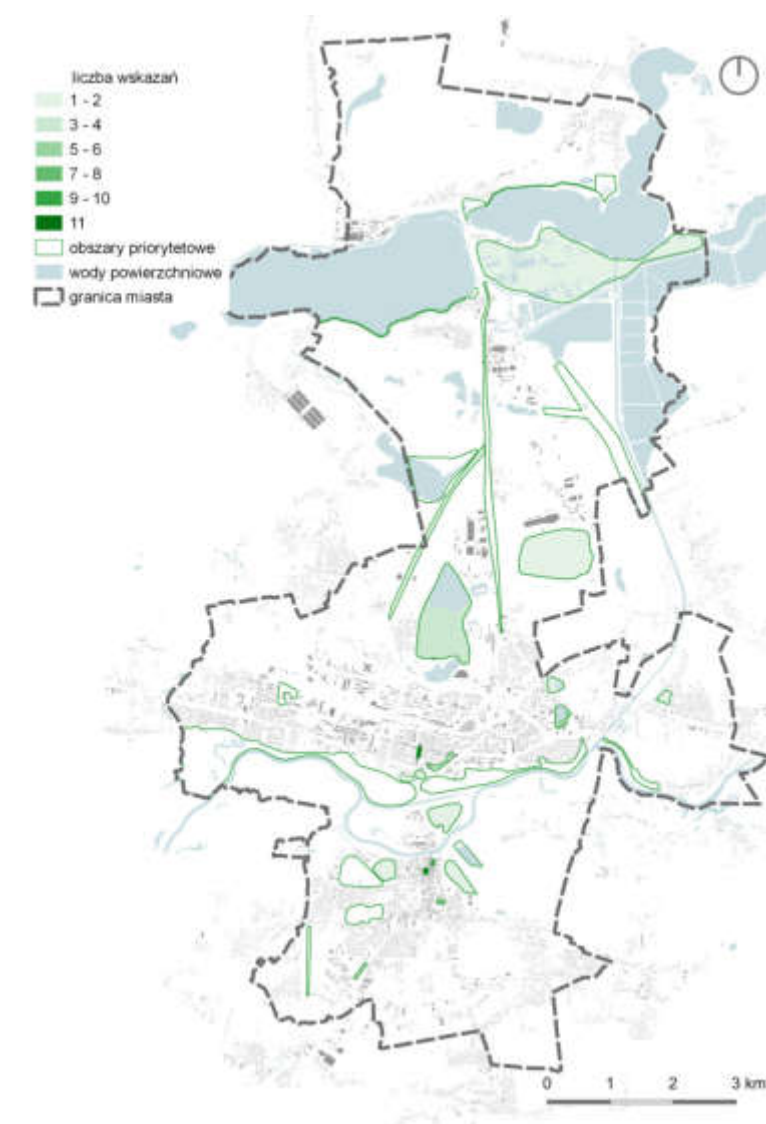 liczba wskazań
1 - 2
3 - 4
5 - 6
7 - 8
9 - 10
11
obszary priorytetowe
wody powierzchniowe
granica miasta
0 1 2 3 km